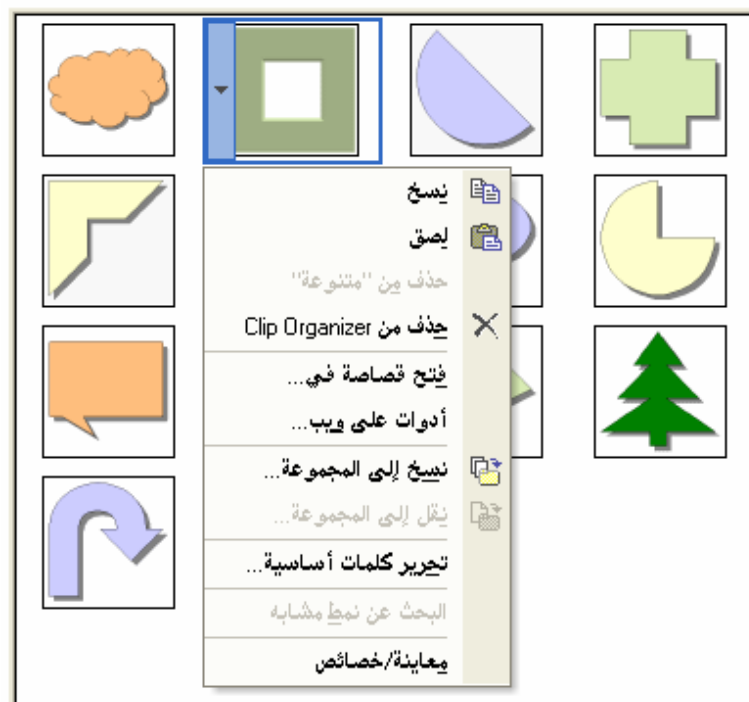 نسخ
لصق
حذف من "متنوعة"
حذف من Clip Organizer
فتح قصاصة في...
أدوات على ويب...
نسخ إلى المجموعة...
نقل إلى المجموعة...
تحرير كلمات أساسية...
البحث عن نمط مشابه
معاينة/خصائص